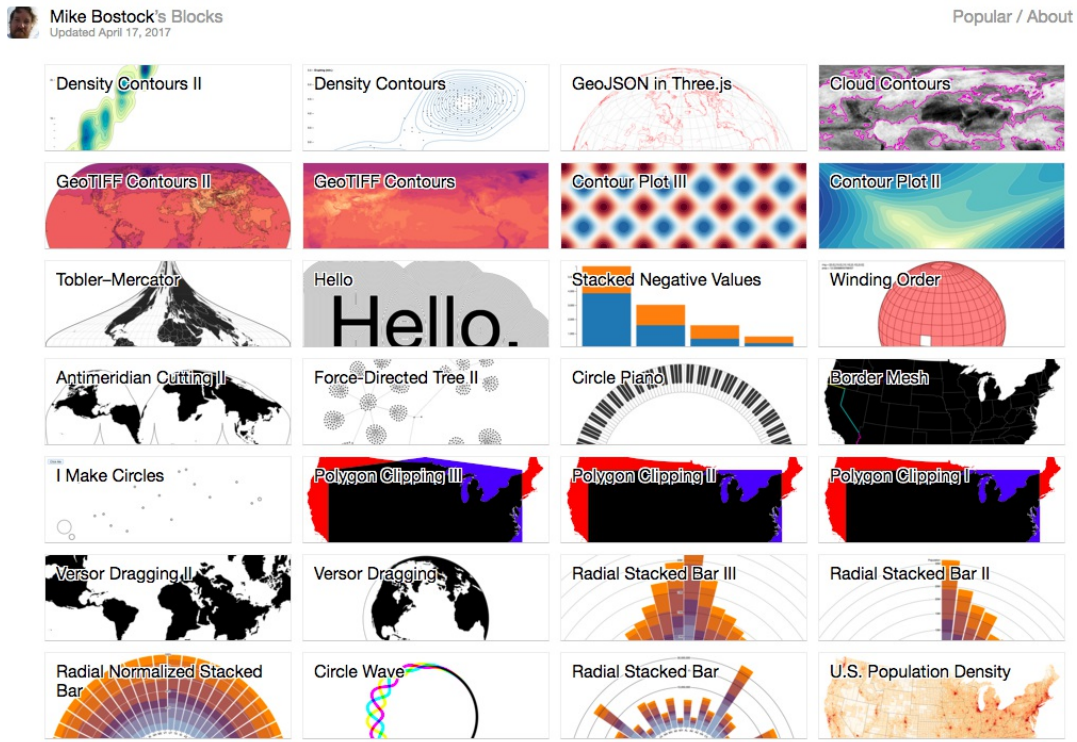 Mike Bostock's Blocks
Popular / About
Updated April 17, 2017
Density Contours II
Density Contours
GeoJSON in Three.js
Cloud Contours
GeoTIFF Contours II
GeoTIFF Contours
Contour Plot III
Contour Plot II
Tobler–Mercator
Hello
Hello.
Stacked Negative Values
Winding Order
Antimeridian Cutting II
Force-Directed Tree II
Circle Piano
Border Mesh
I Make Circles
Polygon Clipping III
Polygon Clipping II
Polygon Clipping I
Versor Dragging II
Versor Dragging
Radial Stacked Bar III
Radial Stacked Bar II
Radial Normalized Stacked
Bar
Circle Wave
Radial Stacked Bar
U.S. Population Density